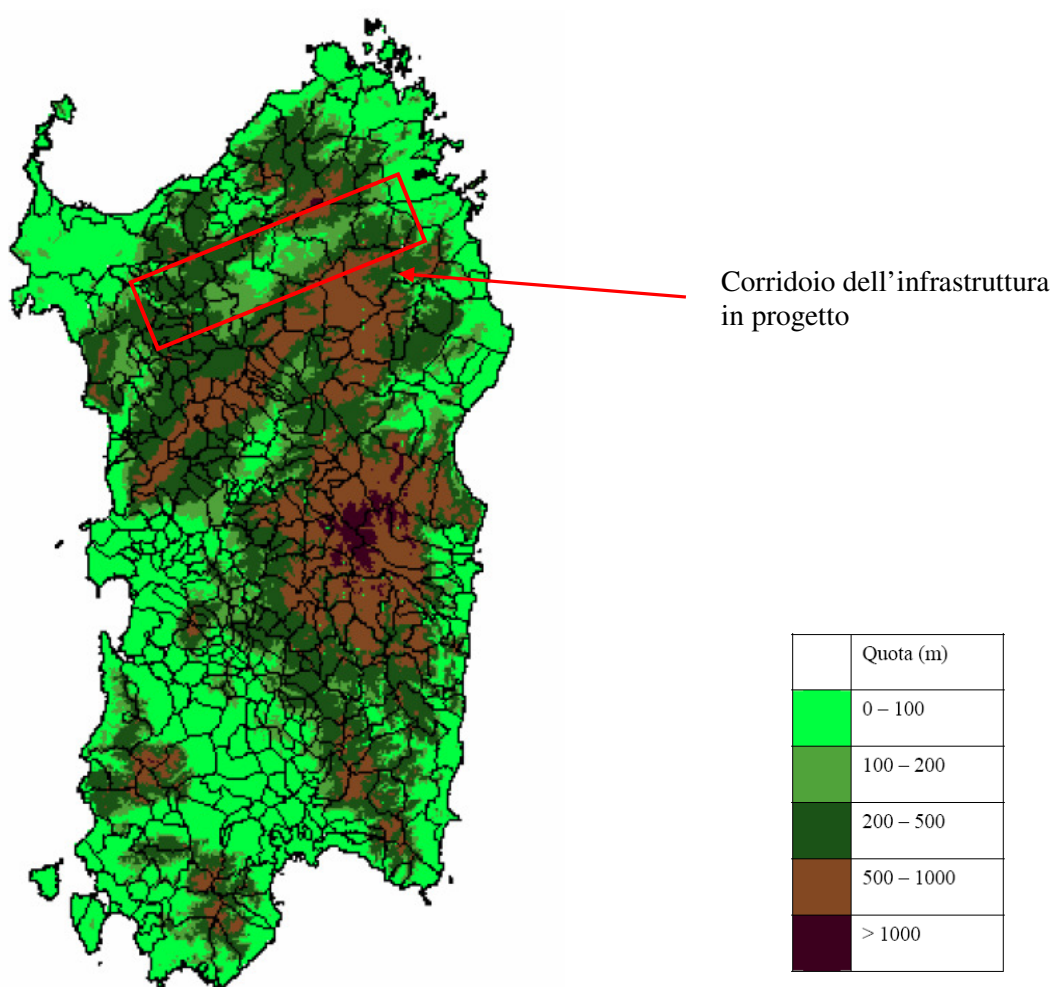 Corridoio dell’infrastruttura
in progetto
Quota (m)
0 – 100
100 – 200
200 – 500
500 – 1000
> 1000